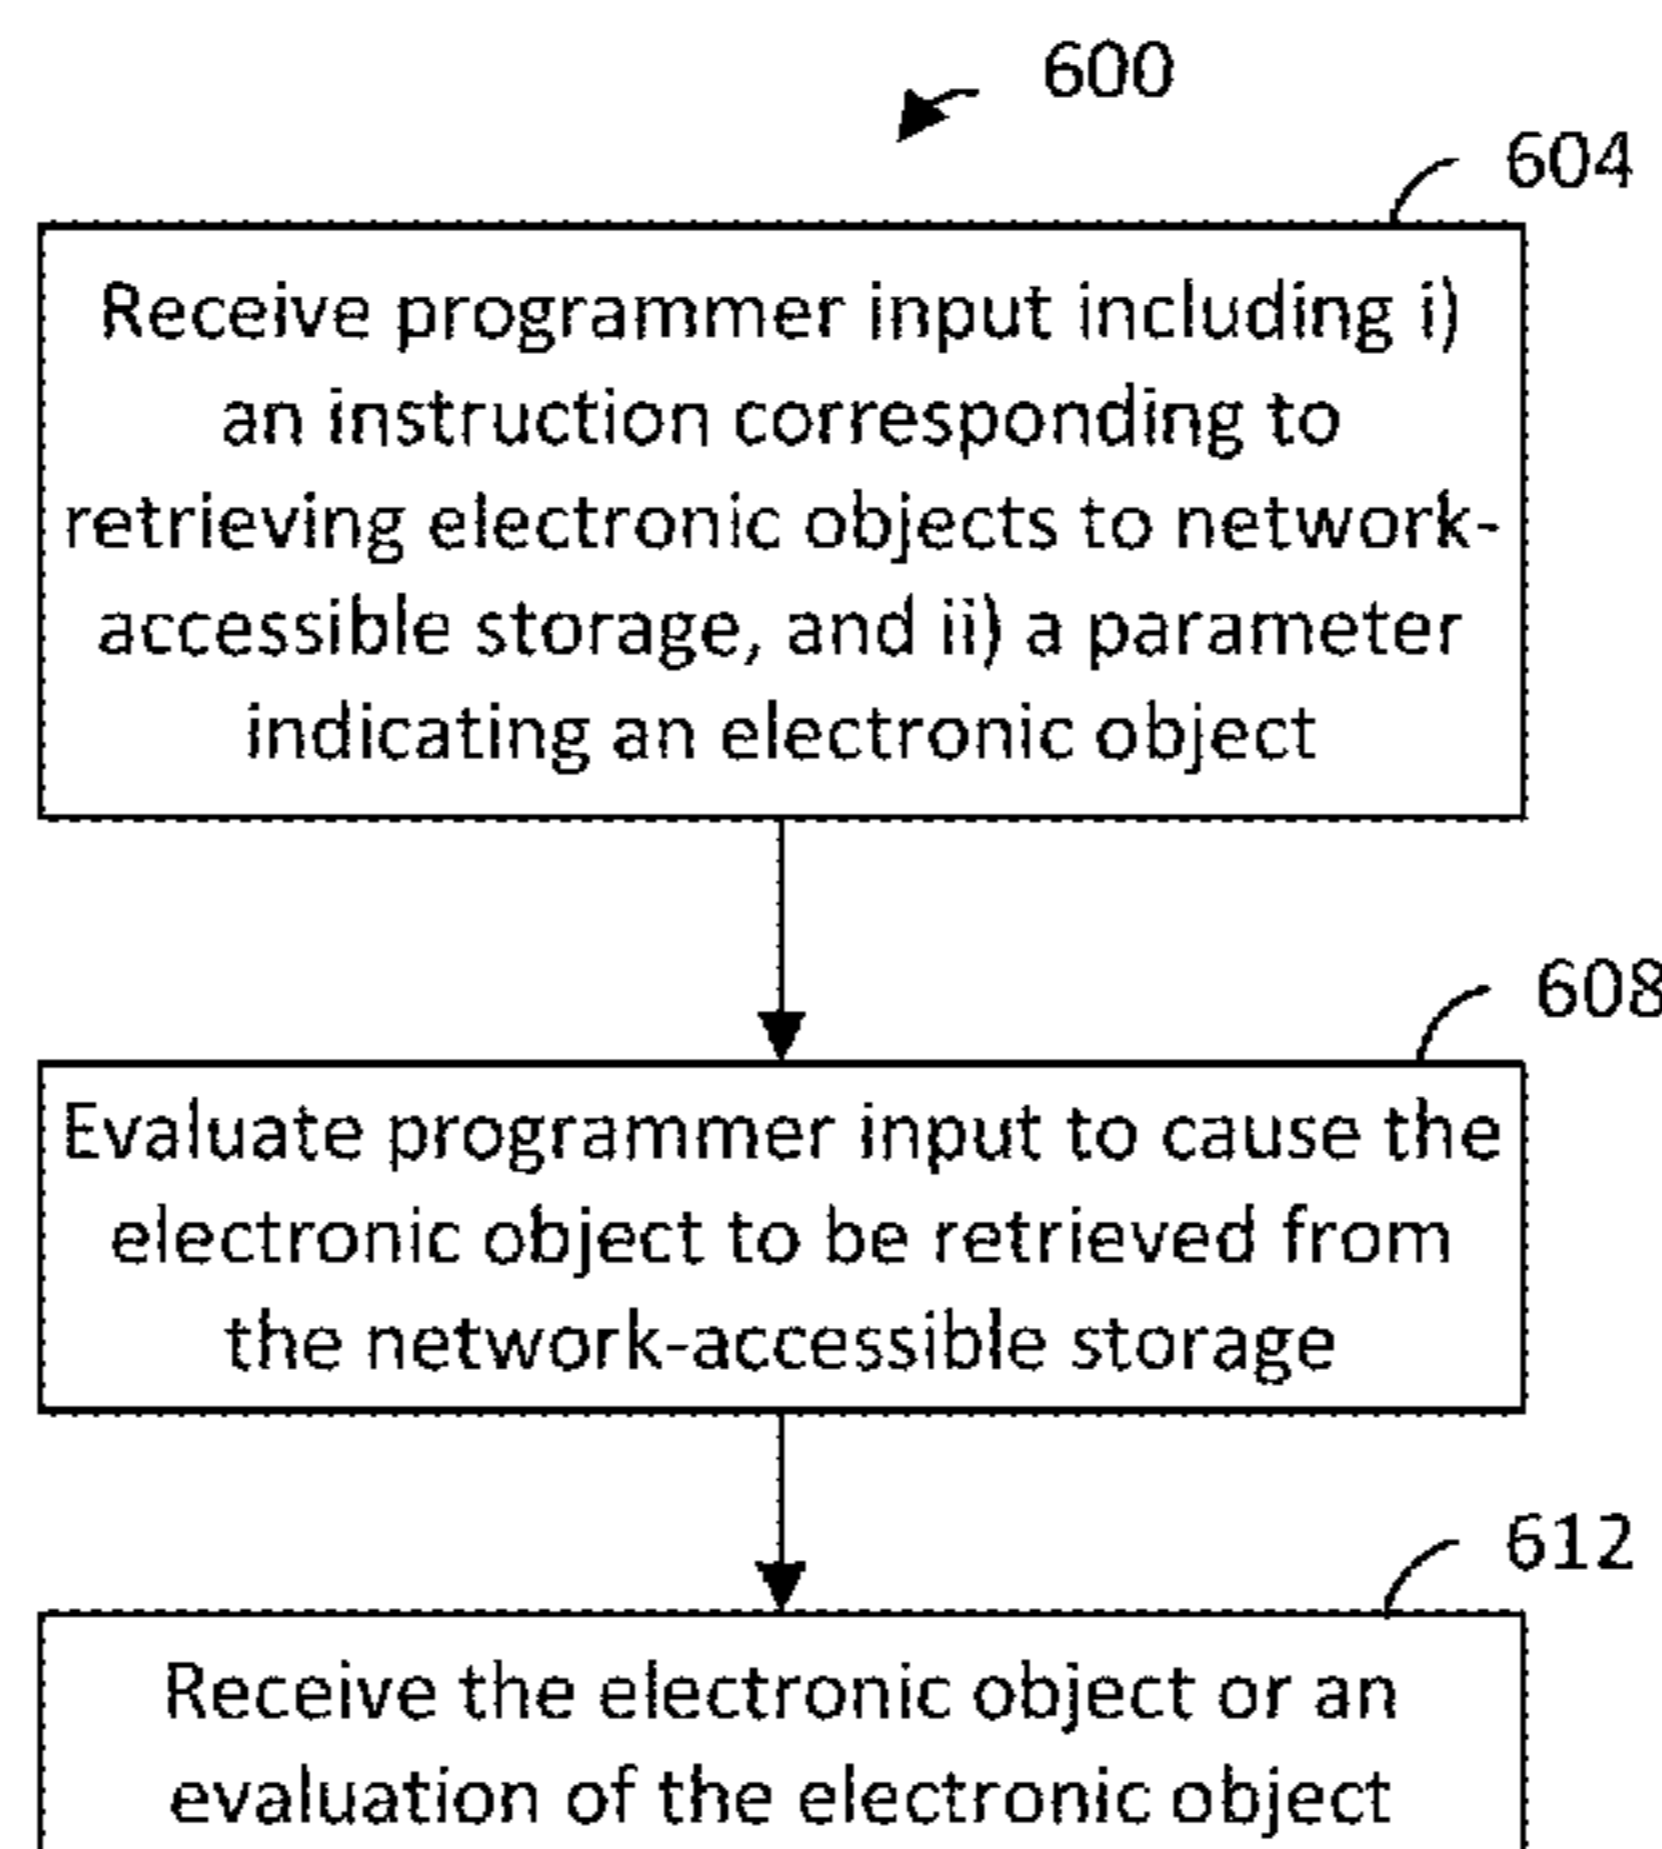 600
604
Receive programmer input including i)
an instruction corresponding to
retrieving electronic objects to network-
accessible storage, and ii) a parameter
indicating an electronic object
608
Evaluate programmer input to cause the
electronic object to be retrieved from
the network-accessible storage
612
Receive the electronic object or an
evaluation of the electronic object